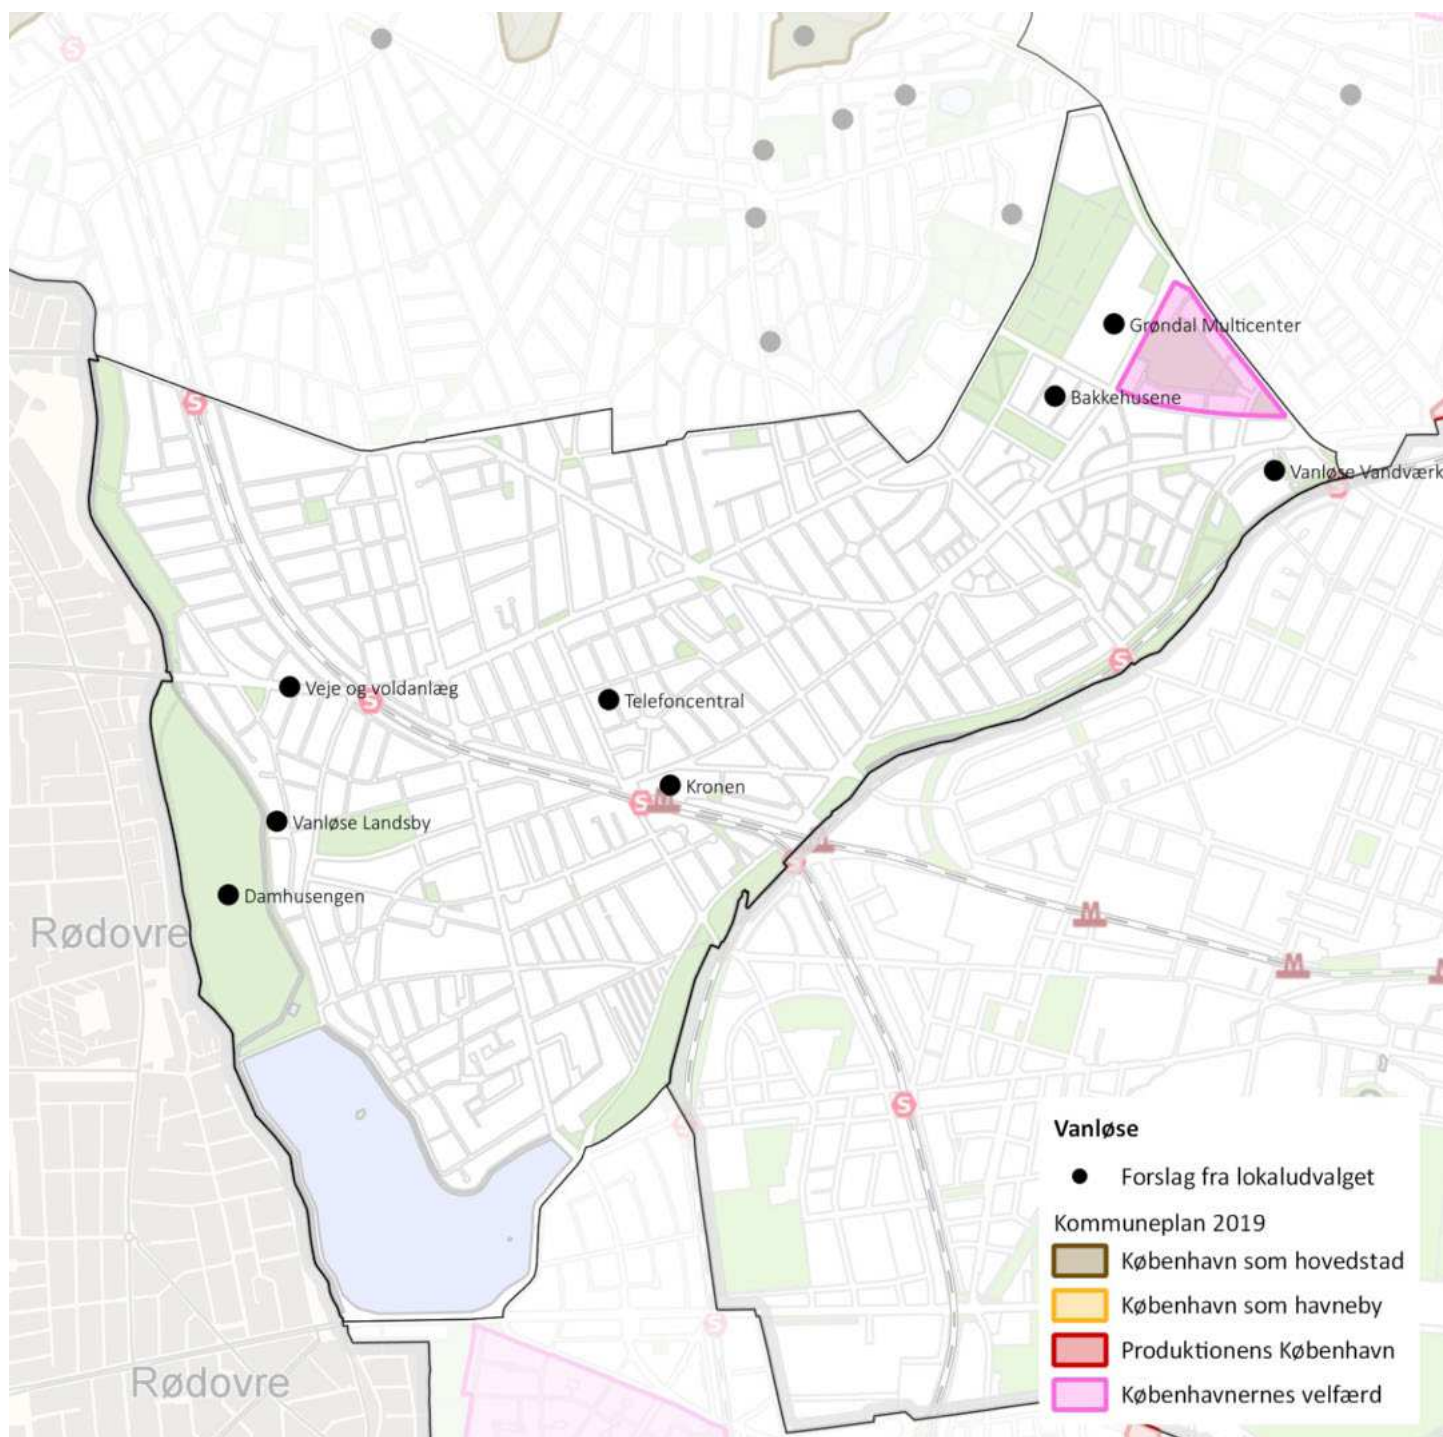 S
Grøndal Multicenter
Bakkehusene
S
Vanløse Vandværk
S
S
Veje og voldanlæg
S
Telefoncentral
Kronen
S
M
Vanløse Landsby
S
Damhusengen
Rødovre
M
M
M
S
S
Vanløse
Forslag fra lokaludvalget
Kommuneplan 2019
København som hovedstad
København som havneby
Produktionens København
Københavnernes velfærd
S
Rødovre